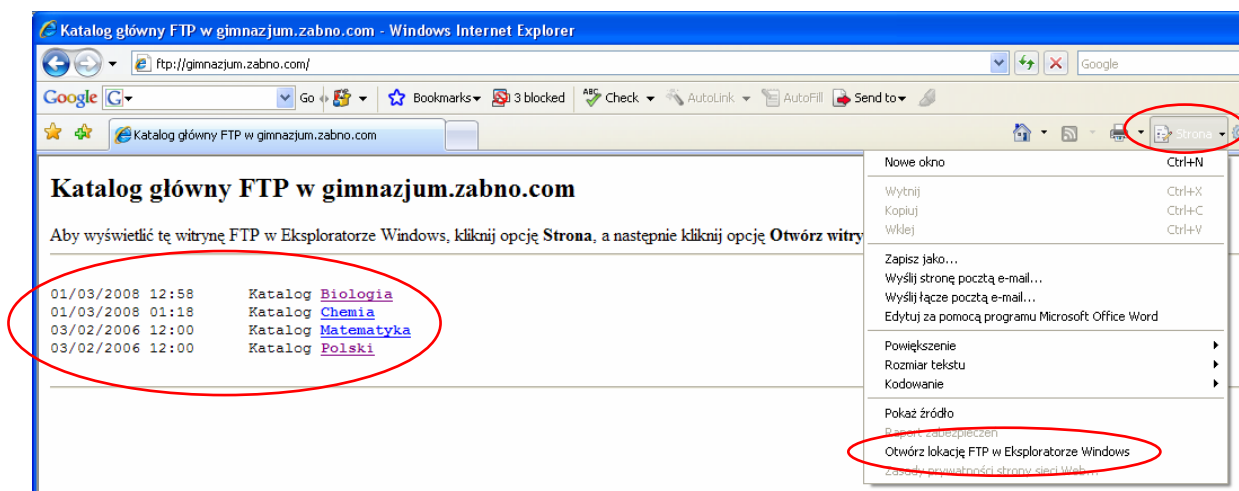 Katalog główny FTP w gimnazjum.zabno.com - Windows Internet Explorer
ftp://gimnazjum.zabno.com/
Google
Google G Go Bookmarks 3 blocked ABC Check AutoLink AutoFill Send to
Katalog główny FTP w gimnazjum.zabno.com
Strona
Katalog główny FTP w gimnazjum.zabno.com
Aby wyświetlić tę witrynę FTP w Eksploratorze Windows, kliknij opcję Strona, a następnie kliknij opcję Otwórz witry
01/03/2008 12:58 Katalog Biologia
01/03/2008 01:18 Katalog Chemia
03/02/2006 12:00 Katalog Matematyka
03/02/2006 12:00 Katalog Polski
Nowe okno Ctrl+N
Wytnij Ctrl+X
Kopiuj Ctrl+C
Wklej Ctrl+V
Zapisz jako...
Wyślij stronę pocztą e-mail...
Wyślij łącze pocztą e-mail...
Edytuj za pomocą programu Microsoft Office Word
Powiększenie
Rozmiar tekstu
Kodowanie
Pokaż źródło
Raport zabezpieczeń
Otwórz lokację FTP w Eksploratorze Windows
Zasady prywatności strony sieci Web...